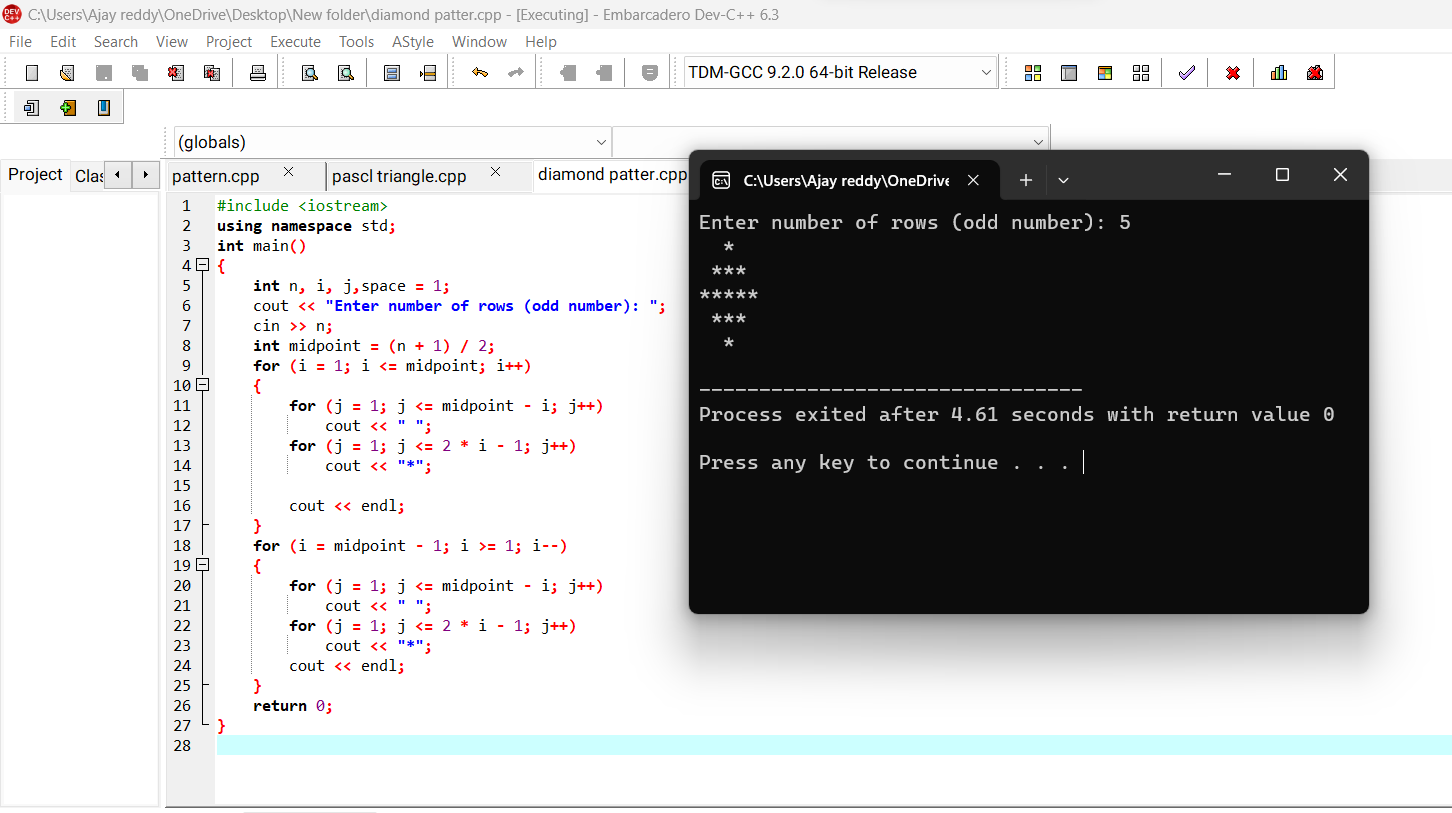 C:\Users\Ajay reddy\OneDrive\Desktop\New folder\diamond patter.cpp - [Executing] - Embarcadero Dev-C++ 6.3
File Edit Search View Project Execute Tools AStyle Window Help
TDM-GCC 9.2.0 64-bit Release
(globals)
Project Clas
pattern.cpp pascl triangle.cpp diamond patter.cpp
1 #include <iostream>
2 using namespace std;
3 int main()
4 {
5     int n, i, j,space = 1;
6     cout << "Enter number of rows (odd number): ";
7     cin >> n;
8     int midpoint = (n + 1) / 2;
9     for (i = 1; i <= midpoint; i++)
10     {
11         for (j = 1; j <= midpoint - i; j++)
12             cout << " ";
13         for (j = 1; j <= 2 * i - 1; j++)
14             cout << "*";
15
16         cout << endl;
17     }
18     for (i = midpoint - 1; i >= 1; i--)
19     {
20         for (j = 1; j <= midpoint - i; j++)
21             cout << " ";
22         for (j = 1; j <= 2 * i - 1; j++)
23             cout << "*";
24         cout << endl;
25     }
26     return 0;
27 }
28
C:\Users\Ajay reddy\OneDrive
Enter number of rows (odd number): 5
  *
 ***
*****
 ***
  *
--------------------------------
Process exited after 4.61 seconds with return value 0
Press any key to continue . . .